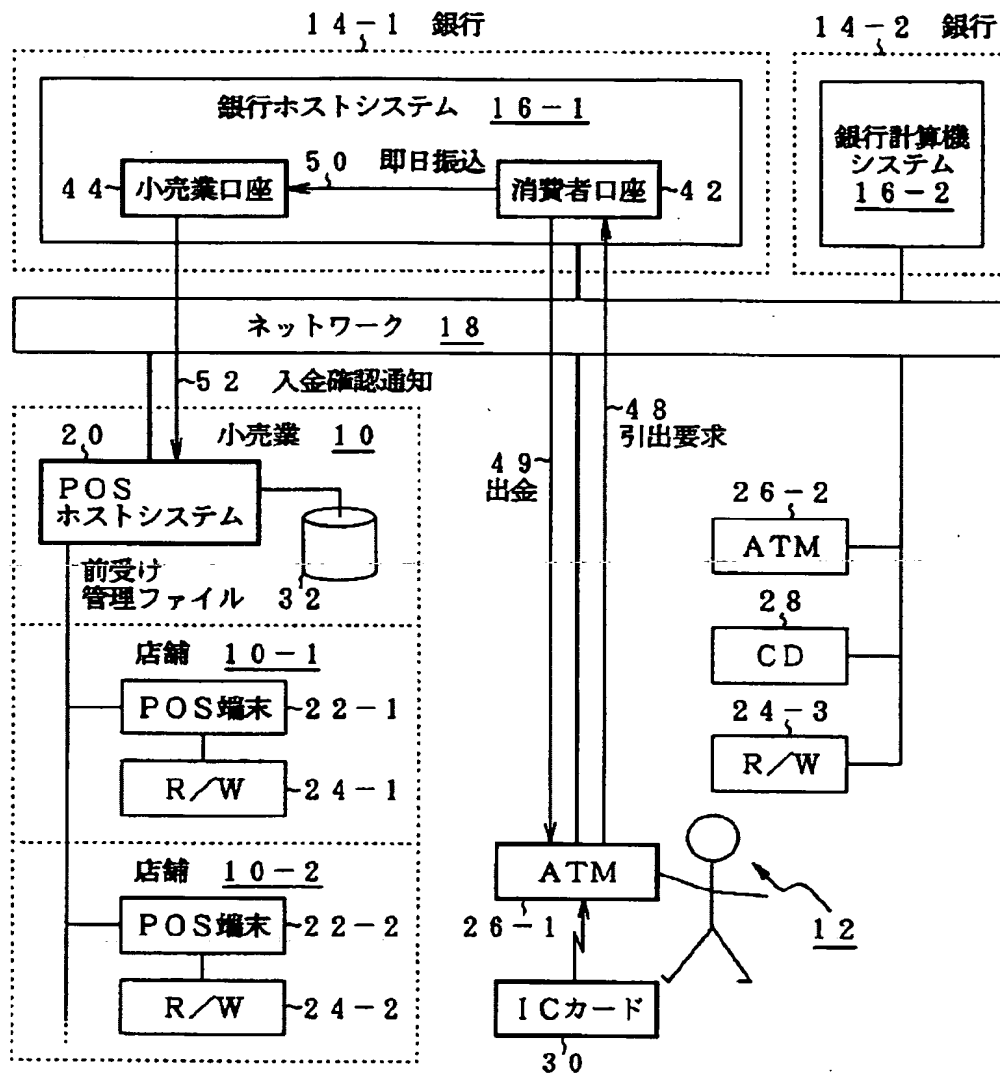 14-1 銀行
14-2 銀行
銀行ホストシステム 16-1
50 即日振込
44
小売業口座
消費者口座
42
銀行計算機
システム
16-2
ネットワーク 18
52 入金確認通知
48
引出要求
20
小売業 10
49
出金
POS
ホストシステム
26-2
ATM
前受け
管理ファイル 32
28
CD
店舗 10-1
POS端末
22-1
24-3
R/W
R/W
24-1
店舗 10-2
ATM
POS端末
22-2
26-1
12
R/W
24-2
ICカード
30